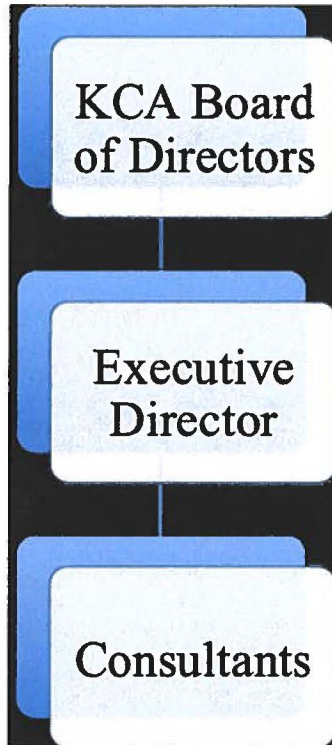 KCA Board
of Directors
Executive
Director
Consultants